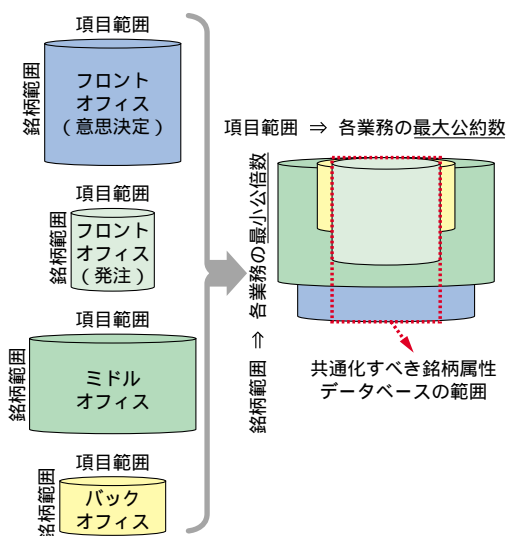 項目範囲
銘柄範囲
フロント
オフィス
（意思決定）
項目範囲
銘柄範囲
フロント
オフィス
（発注）
項目範囲
銘柄範囲
ミドル
オフィス
項目範囲
銘柄範囲
バック
オフィス
項目範囲 ⇒ 各業務の最大公約数
銘柄範囲 ⇒ 各業務の最小公倍数
共通化すべき銘柄属性
データベースの範囲